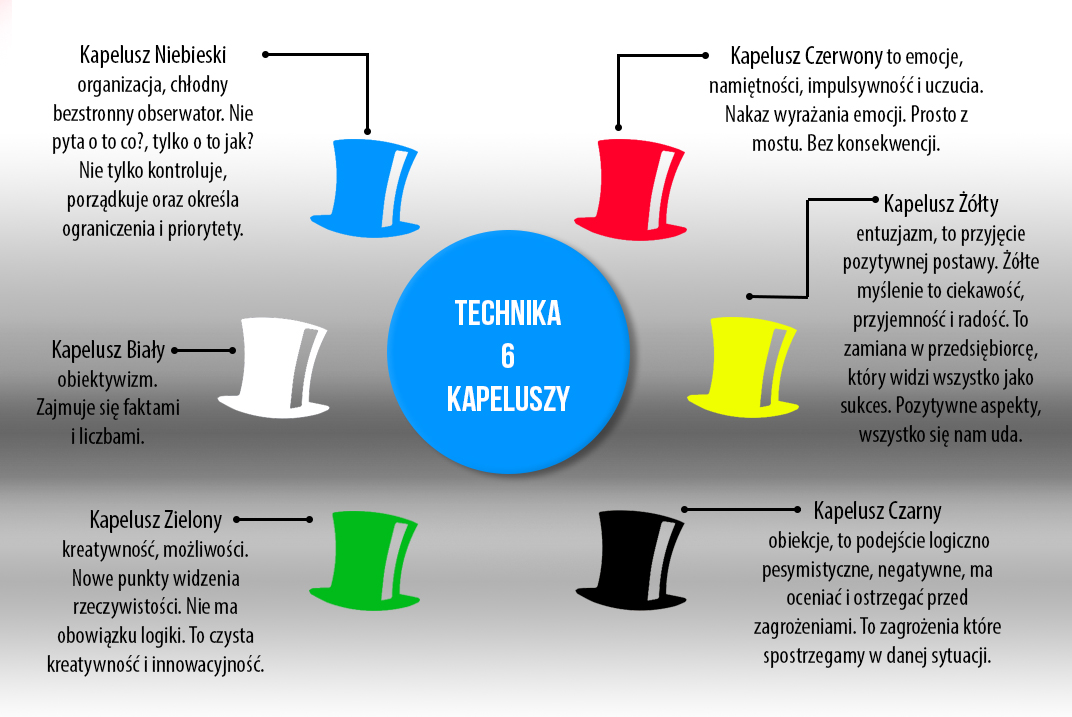 Kapelusz Niebieski
organizacja, chłodny
bezstronny obserwator. Nie
pyta o to co?, tylko o to jak?
Nie tylko kontroluje,
porządkuje oraz określa
ograniczenia i priorytety.
Kapelusz Czerwony to emocje,
namiętności, impulsywność i uczucia.
Nakaz wyrażania emocji. Prosto z
mostu. Bez konsekwencji.
Kapelusz Żółty
entuzjazm, to przyjęcie
pozytywnej postawy. Żółte
myślenie to ciekawość,
przyjemność i radość. To
zamiana w przedsiębiorcę,
który widzi wszystko jako
sukces. Pozytywne aspekty,
wszystko się nam uda.
TECHNIKA
6
KAPELUSZY
Kapelusz Biały
obiektywizm.
Zajmuje się faktami
i liczbami.
Kapelusz Zielony
kreatywność, możliwości.
Nowe punkty widzenia
rzeczywistości. Nie ma
obowiązku logiki. To czysta
kreatywność i innowacyjność.
Kapelusz Czarny
obiekcje, to podejście logiczno
pesymistyczne, negatywne, ma
oceniać i ostrzegać przed
zagrożeniami. To zagrożenia które
spostrzegamy w danej sytuacji.